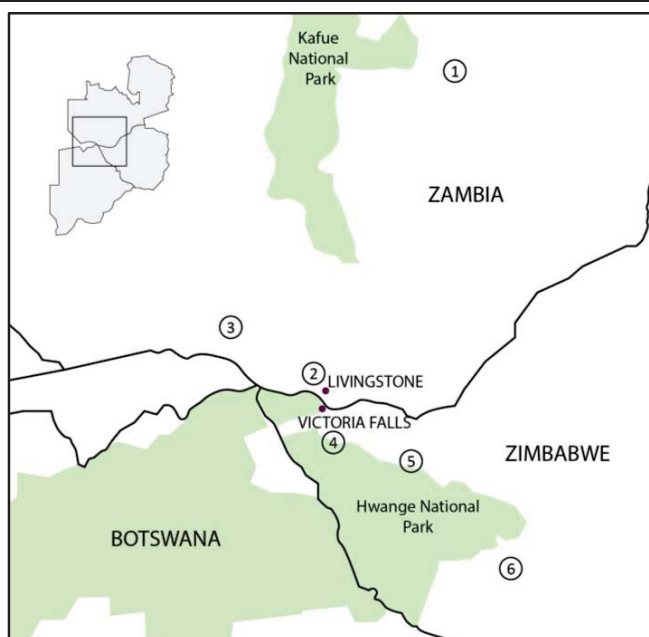 Kafue
National
Park
①
ZAMBIA
③
②
LIVINGSTONE
VICTORIA FALLS
④
⑤
ZIMBABWE
Hwange National
Park
BOTSWANA
⑥